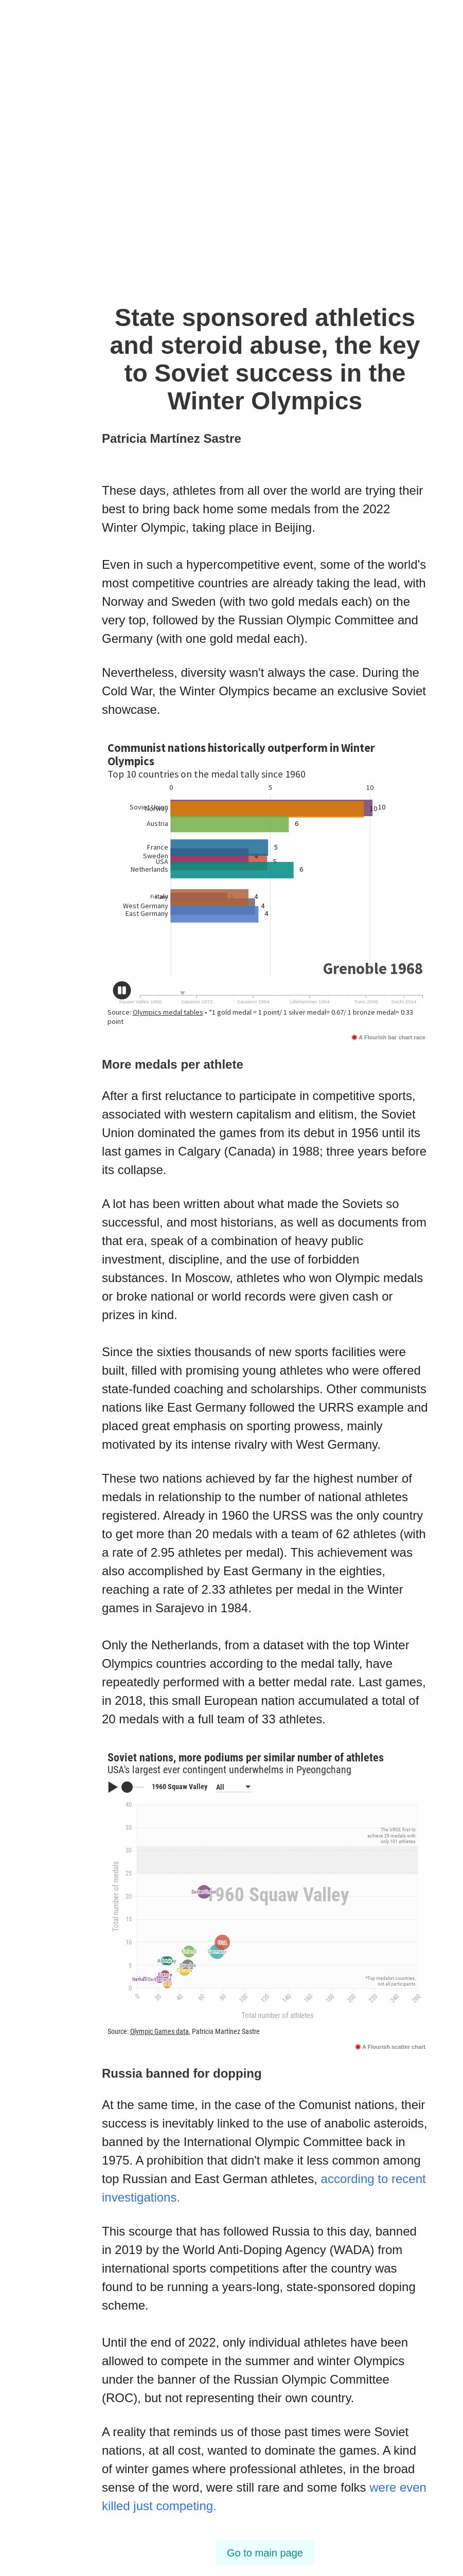 State sponsored athletics
and steroid abuse, the key
to Soviet success in the
Winter Olympics
Patricia Martínez Sastre
These days, athletes from all over the world are trying their
best to bring back home some medals from the 2022
Winter Olympic, taking place in Beijing.
Even in such a hypercompetitive event, some of the world's
most competitive countries are already taking the lead, with
Norway and Sweden (with two gold medals each) on the
very top, followed by the Russian Olympic Committee and
Germany (with one gold medal each).
Nevertheless, diversity wasn't always the case. During the
Cold War, the Winter Olympics became an exclusive Soviet
showcase.
Communist nations historically outperform in Winter
Olympics
Top 10 countries on the medal tally since 1960
0 5 10
Soviet Union 10
Norway 10
Austria 6
France 5
Sweden 4
USA 5
Netherlands 6
Italy 4
West Germany 4
East Germany 4
Grenoble 1968
Squaw Valley 1960 Sapporo 1972 Sarajevo 1984 Lillehammer 1994 Turin 2006 Sochi 2014
Source: Olympics medal tables • *1 gold medal = 1 point/ 1 silver medal= 0.67/ 1 bronze medal= 0.33
point
A Flourish bar chart race
More medals per athlete
After a first reluctance to participate in competitive sports,
associated with western capitalism and elitism, the Soviet
Union dominated the games from its debut in 1956 until its
last games in Calgary (Canada) in 1988; three years before
its collapse.
A lot has been written about what made the Soviets so
successful, and most historians, as well as documents from
that era, speak of a combination of heavy public
investment, discipline, and the use of forbidden
substances. In Moscow, athletes who won Olympic medals
or broke national or world records were given cash or
prizes in kind.
Since the sixties thousands of new sports facilities were
built, filled with promising young athletes who were offered
state-funded coaching and scholarships. Other communists
nations like East Germany followed the URRS example and
placed great emphasis on sporting prowess, mainly
motivated by its intense rivalry with West Germany.
These two nations achieved by far the highest number of
medals in relationship to the number of national athletes
registered. Already in 1960 the URSS was the only country
to get more than 20 medals with a team of 62 athletes (with
a rate of 2.95 athletes per medal). This achievement was
also accomplished by East Germany in the eighties,
reaching a rate of 2.33 athletes per medal in the Winter
games in Sarajevo in 1984.
Only the Netherlands, from a dataset with the top Winter
Olympics countries according to the medal tally, have
repeatedly performed with a better medal rate. Last games,
in 2018, this small European nation accumulated a total of
20 medals with a full team of 33 athletes.
Soviet nations, more podiums per similar number of athletes
USA's largest ever contingent underwhelms in Pyeongchang
1960 Squaw Valley All
40
35
The URSS, first to
achieve 29 medals with
only 101 athletes
30
25
20
1960 Squaw Valley
15
10
5
*Top medalist countries,
not all participants
0
Total number of medals
0 20 40 60 80 100 120 140 160 180 200 220 240 260
Total number of athletes
Source: Olympic Games data, Patricia Martínez Sastre
A Flourish scatter chart
Russia banned for dopping
At the same time, in the case of the Comunist nations, their
success is inevitably linked to the use of anabolic asteroids,
banned by the International Olympic Committee back in
1975. A prohibition that didn't make it less common among
top Russian and East German athletes, according to recent
investigations.
This scourge that has followed Russia to this day, banned
in 2019 by the World Anti-Doping Agency (WADA) from
international sports competitions after the country was
found to be running a years-long, state-sponsored doping
scheme.
Until the end of 2022, only individual athletes have been
allowed to compete in the summer and winter Olympics
under the banner of the Russian Olympic Committee
(ROC), but not representing their own country.
A reality that reminds us of those past times were Soviet
nations, at all cost, wanted to dominate the games. A kind
of winter games where professional athletes, in the broad
sense of the word, were still rare and some folks were even
killed just competing.
Go to main page